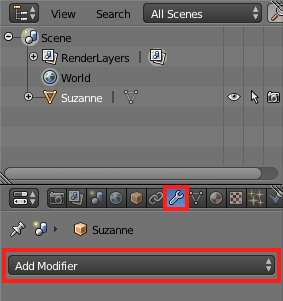 View Search All Scenes
Scene
RenderLayers |
World
Suzanne |
Suzanne
Add Modifier